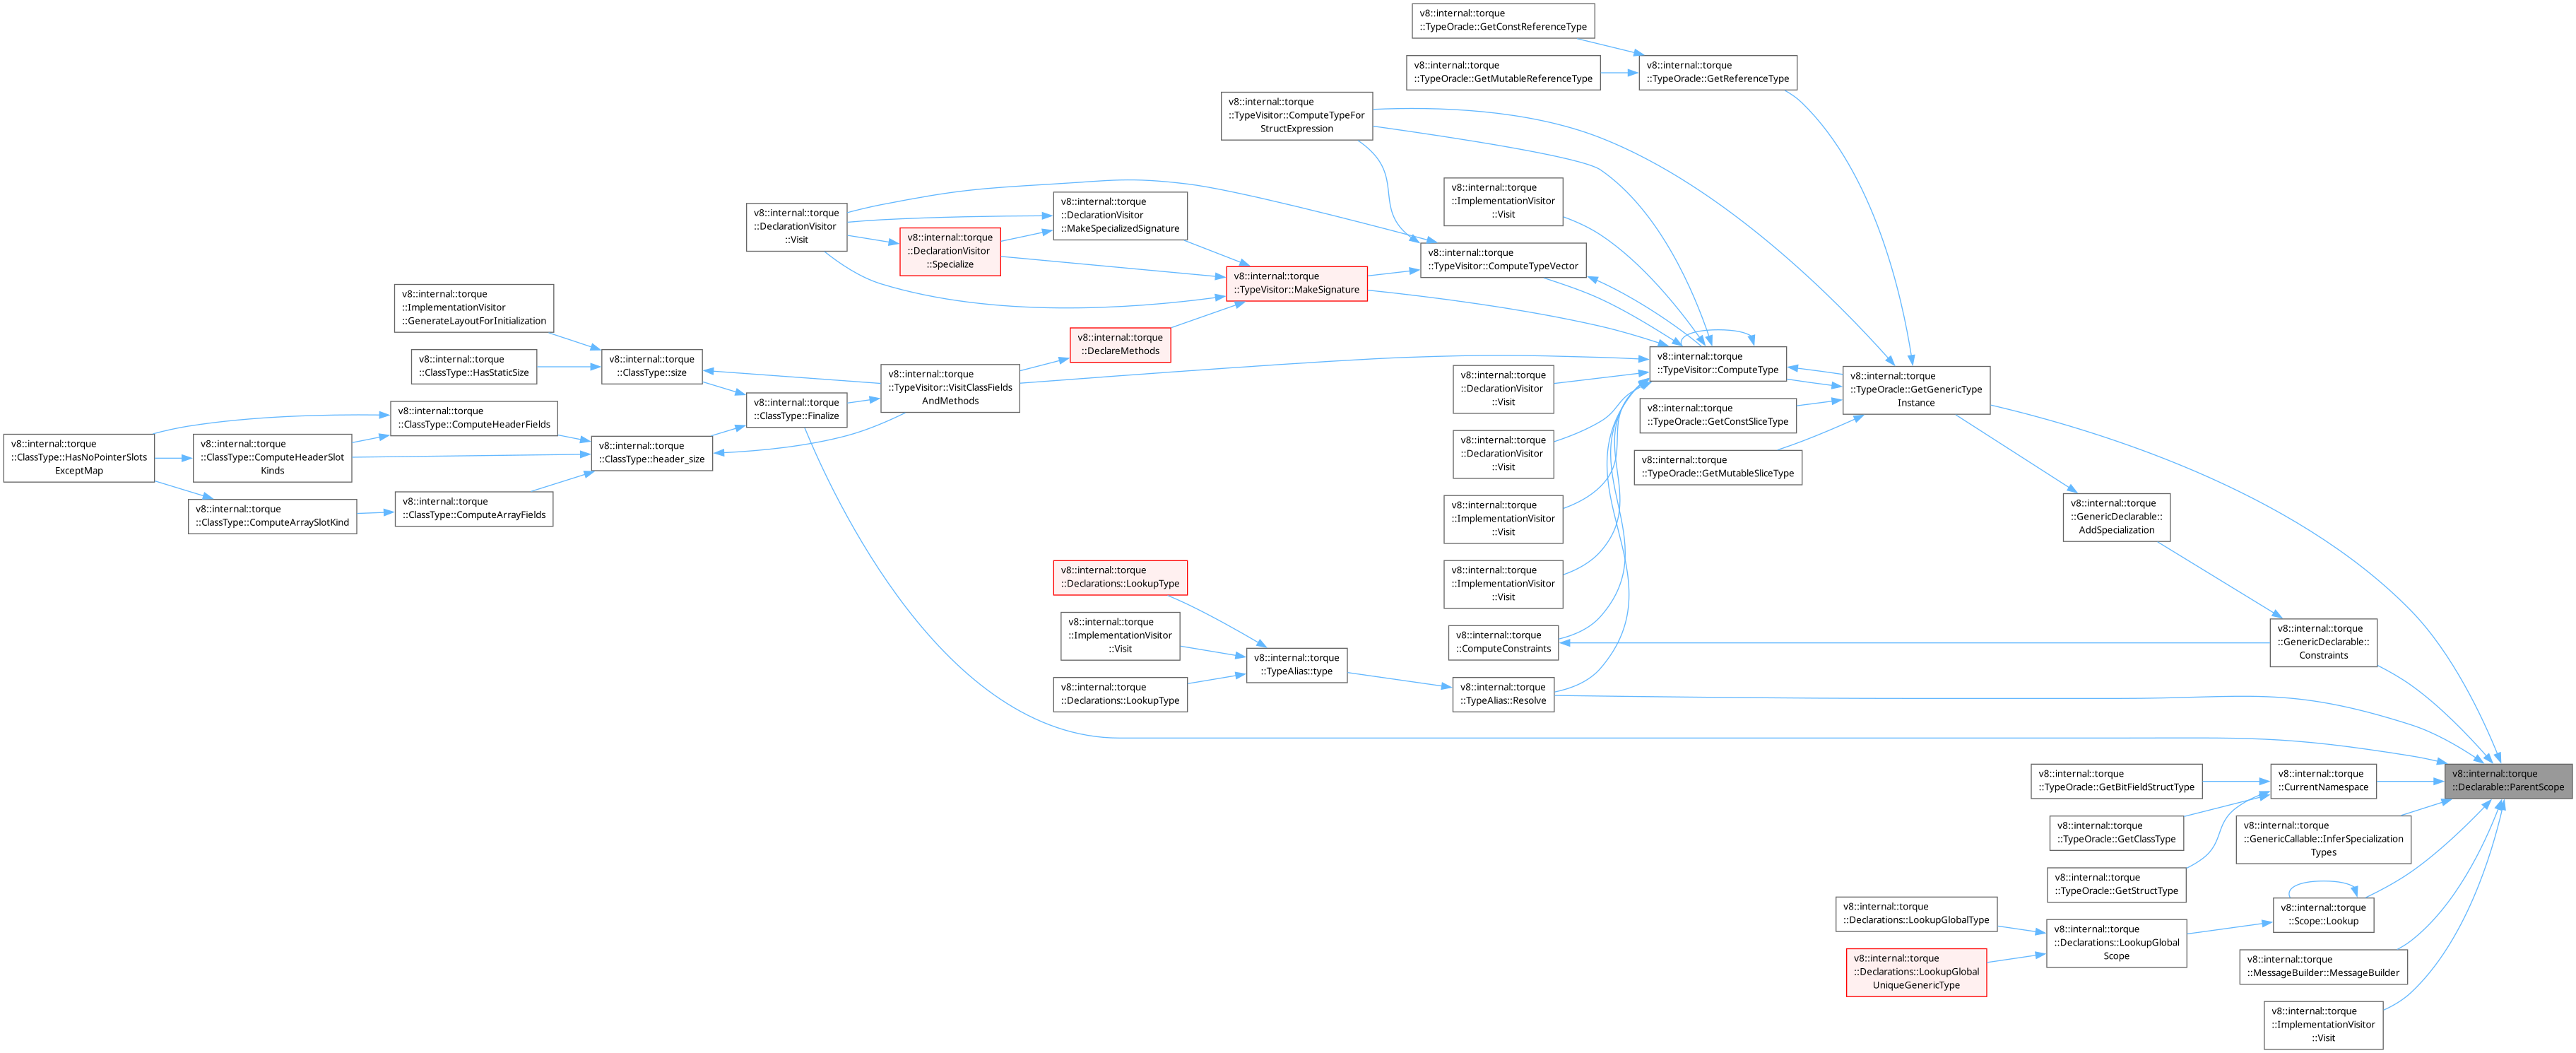 v8::internal::torque
::TypeOracle::GetConstReferenceType
v8::internal::torque
::TypeOracle::GetMutableReferenceType
v8::internal::torque
::TypeOracle::GetReferenceType
v8::internal::torque
::TypeVisitor::ComputeTypeFor
StructExpression
v8::internal::torque
::ImplementationVisitor
::Visit
v8::internal::torque
::DeclarationVisitor
::MakeSpecializedSignature
v8::internal::torque
::DeclarationVisitor
::Visit
v8::internal::torque
::DeclarationVisitor
::Specialize
v8::internal::torque
::TypeVisitor::ComputeTypeVector
v8::internal::torque
::TypeVisitor::MakeSignature
v8::internal::torque
::ImplementationVisitor
::GenerateLayoutForInitialization
v8::internal::torque
::DeclareMethods
v8::internal::torque
::ClassType::HasStaticSize
v8::internal::torque
::ClassType::size
v8::internal::torque
::TypeVisitor::VisitClassFields
AndMethods
v8::internal::torque
::TypeVisitor::ComputeType
v8::internal::torque
::DeclarationVisitor
::Visit
v8::internal::torque
::TypeOracle::GetGenericType
Instance
v8::internal::torque
::ClassType::Finalize
v8::internal::torque
::ClassType::ComputeHeaderFields
v8::internal::torque
::TypeOracle::GetConstSliceType
v8::internal::torque
::ClassType::HasNoPointerSlots
ExceptMap
v8::internal::torque
::ClassType::ComputeHeaderSlot
Kinds
v8::internal::torque
::ClassType::header_size
v8::internal::torque
::DeclarationVisitor
::Visit
v8::internal::torque
::TypeOracle::GetMutableSliceType
v8::internal::torque
::ClassType::ComputeArraySlotKind
v8::internal::torque
::ClassType::ComputeArrayFields
v8::internal::torque
::ImplementationVisitor
::Visit
v8::internal::torque
::GenericDeclarable::
AddSpecialization
v8::internal::torque
::Declarations::LookupType
v8::internal::torque
::ImplementationVisitor
::Visit
v8::internal::torque
::ImplementationVisitor
::Visit
v8::internal::torque
::ComputeConstraints
v8::internal::torque
::GenericDeclarable::
Constraints
v8::internal::torque
::TypeAlias::type
v8::internal::torque
::Declarations::LookupType
v8::internal::torque
::TypeAlias::Resolve
v8::internal::torque
::TypeOracle::GetBitFieldStructType
v8::internal::torque
::CurrentNamespace
v8::internal::torque
::Declarable::ParentScope
v8::internal::torque
::TypeOracle::GetClassType
v8::internal::torque
::GenericCallable::InferSpecialization
Types
v8::internal::torque
::TypeOracle::GetStructType
v8::internal::torque
::Declarations::LookupGlobalType
v8::internal::torque
::Scope::Lookup
v8::internal::torque
::Declarations::LookupGlobal
Scope
v8::internal::torque
::Declarations::LookupGlobal
UniqueGenericType
v8::internal::torque
::MessageBuilder::MessageBuilder
v8::internal::torque
::ImplementationVisitor
::Visit